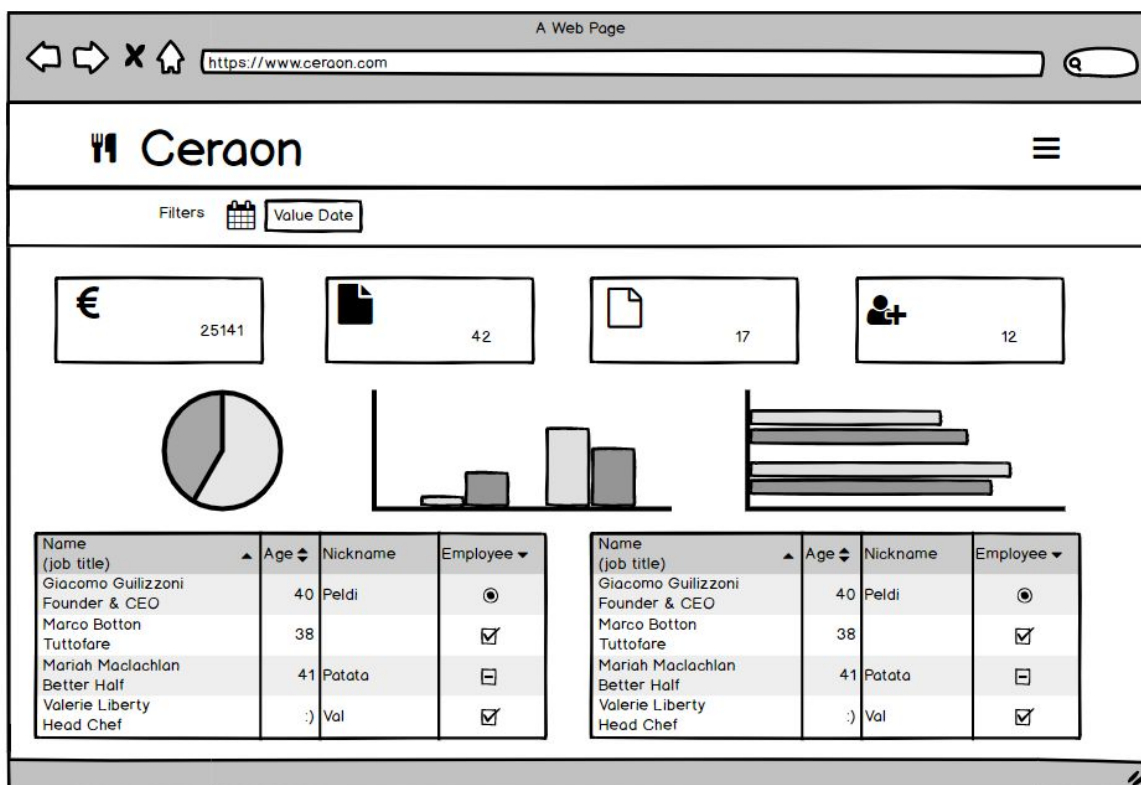 A Web Page
https://www.ceraon.com
Ceraon
Filters
Value Date
€
25141
42
17
12
Name
(job title)
Age
Nickname
Employee
Giacomo Guilizzoni
Founder & CEO
40
Peldi
Marco Botton
Tuttofare
38
Mariah Maclachlan
Better Half
41
Patata
Valerie Liberty
Head Chef
:)
Val
Name
(job title)
Age
Nickname
Employee
Giacomo Guilizzoni
Founder & CEO
40
Peldi
Marco Botton
Tuttofare
38
Mariah Maclachlan
Better Half
41
Patata
Valerie Liberty
Head Chef
:)
Val